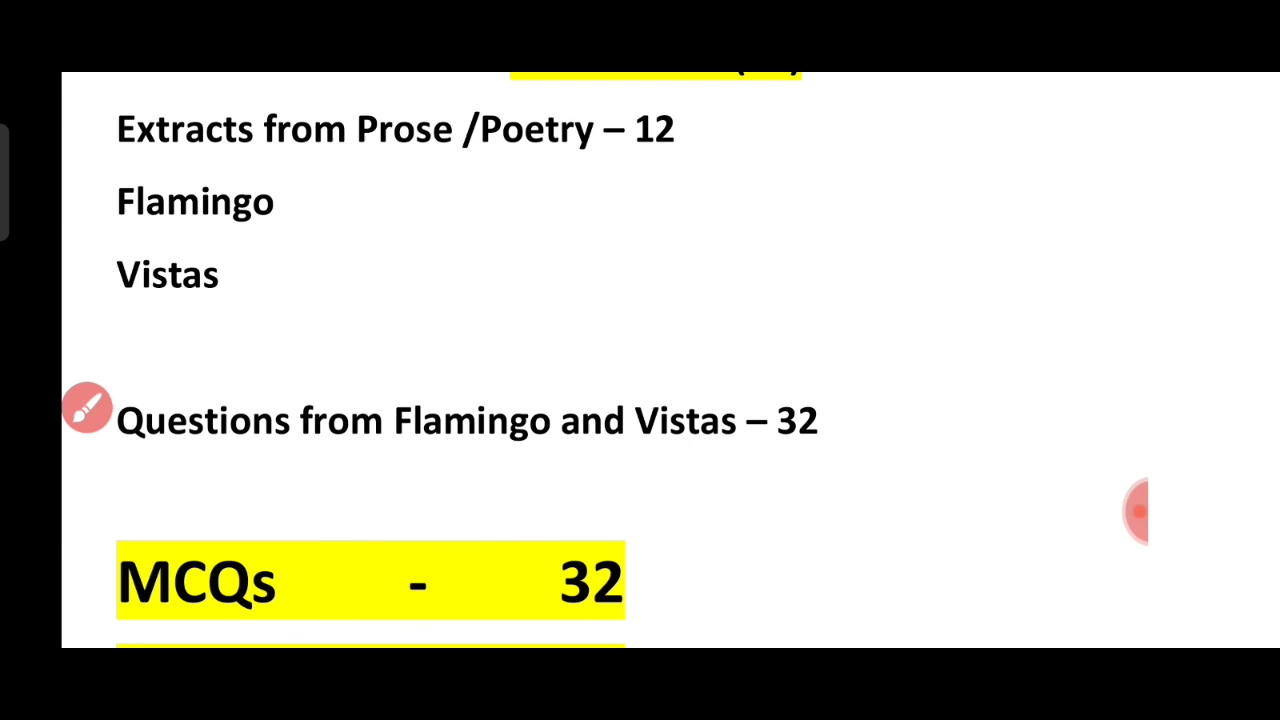 Extracts from Prose /Poetry – 12
Flamingo
Vistas
Questions from Flamingo and Vistas – 32
MCQs - 32